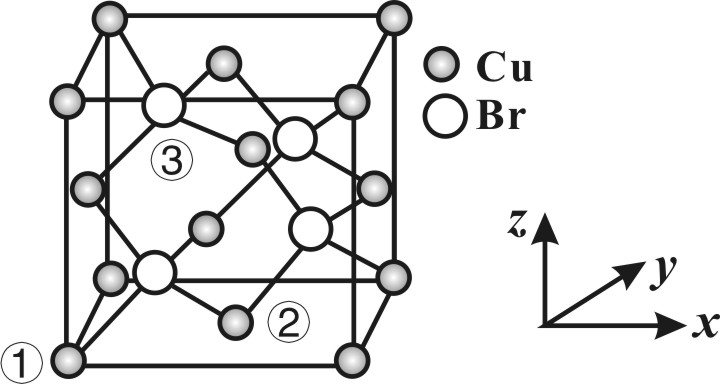 Cu
Br
③
②
①
z
y
x